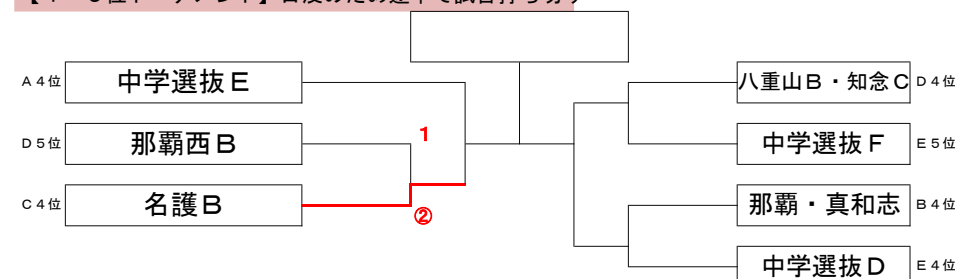 A4位 中学選抜E
D5位 那覇西B
1
C4位 名護B
②
八重山B・知念C D4位
中学選抜F E5位
那覇・真和志 B4位
中学選抜D E4位